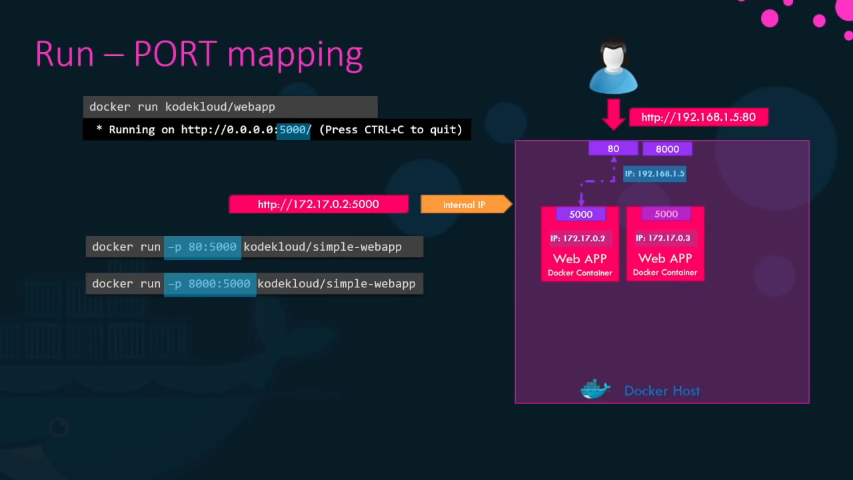 Run – PORT mapping
docker run kodekloud/webapp
* Running on http://0.0.0.0:5000/ (Press CTRL+C to quit)
http://172.17.0.2:5000
internal IP
docker run -p 80:5000 kodekloud/simple-webapp
docker run -p 8000:5000 kodekloud/simple-webapp
http://192.168.1.5:80
80
8000
IP: 192.168.1.5
5000
5000
IP: 172.17.0.2
IP: 172.17.0.3
Web APP
Docker Container
Web APP
Docker Container
Docker Host